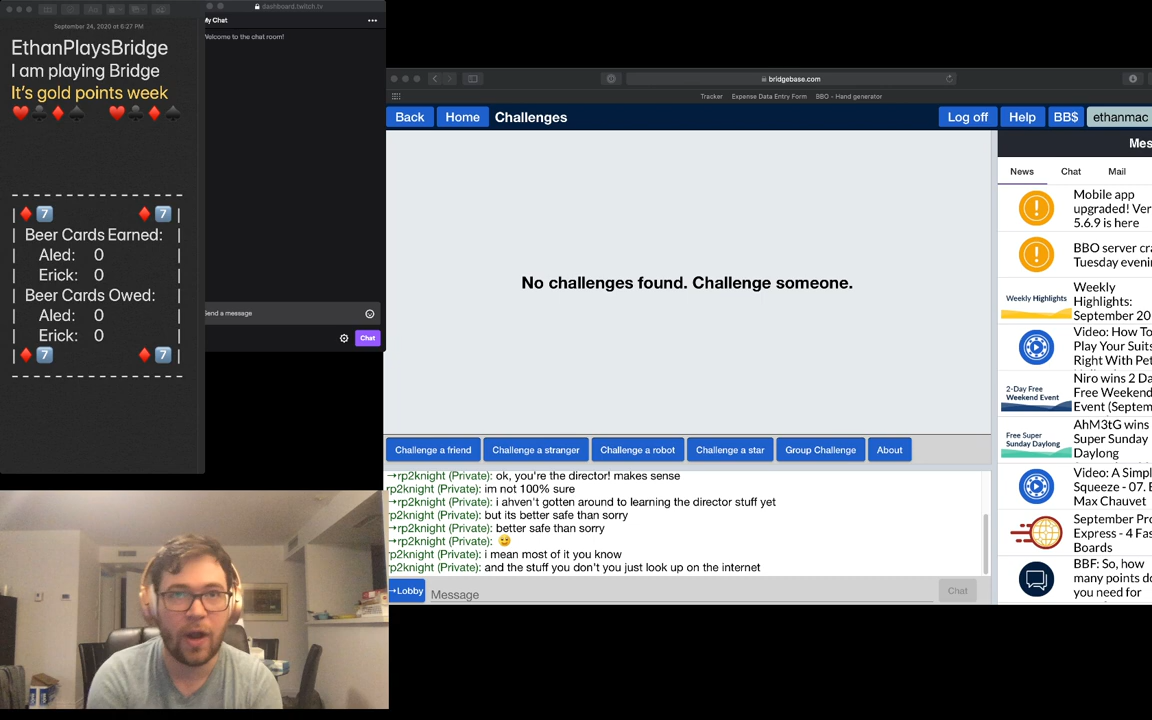 September 24, 2020 at 6:27 PM
EthanPlaysBridge
I am playing Bridge
It's gold points week
7 7
Beer Cards Earned:
Aled: 0
Erick: 0
Beer Cards Owed:
Aled: 0
Erick: 0
7 7
dashboard.twitch.tv
My Chat
Welcome to the chat room!
Send a message
Chat
bridgebase.com
Tracker Expense Data Entry Form BBO - Hand generator
Back Home Challenges Log off Help BB$ ethanmac
No challenges found. Challenge someone.
Challenge a friend Challenge a stranger Challenge a robot Challenge a star Group Challenge About
→rp2knight (Private): ok, you're the director! makes sense
rp2knight (Private): im not 100% sure
→rp2knight (Private): i ahven't gotten around to learning the director stuff yet
rp2knight (Private): but its better safe than sorry
→rp2knight (Private): better safe than sorry
→rp2knight (Private): 😉
rp2knight (Private): i mean most of it you know
rp2knight (Private): and the stuff you don't you just look up on the internet
→Lobby Message Chat
Mes
News Chat Mail
Mobile app
upgraded! Ver
5.6.9 is here
BBO server cra
Tuesday evenin
Weekly Highlights
Weekly
Highlights:
September 20
Video: How To
Play Your Suits
Right With Pet
2-Day Free
Weekend Event
Niro wins 2 Da
Free Weekend
Event (Septem
Free Super
Sunday Daylong
AhM3tG wins
Super Sunday
Daylong
Video: A Simpl
Squeeze - 07. E
Max Chauvet
September Pro
Express - 4 Fas
Boards
BBF: So, how
many points do
you need for